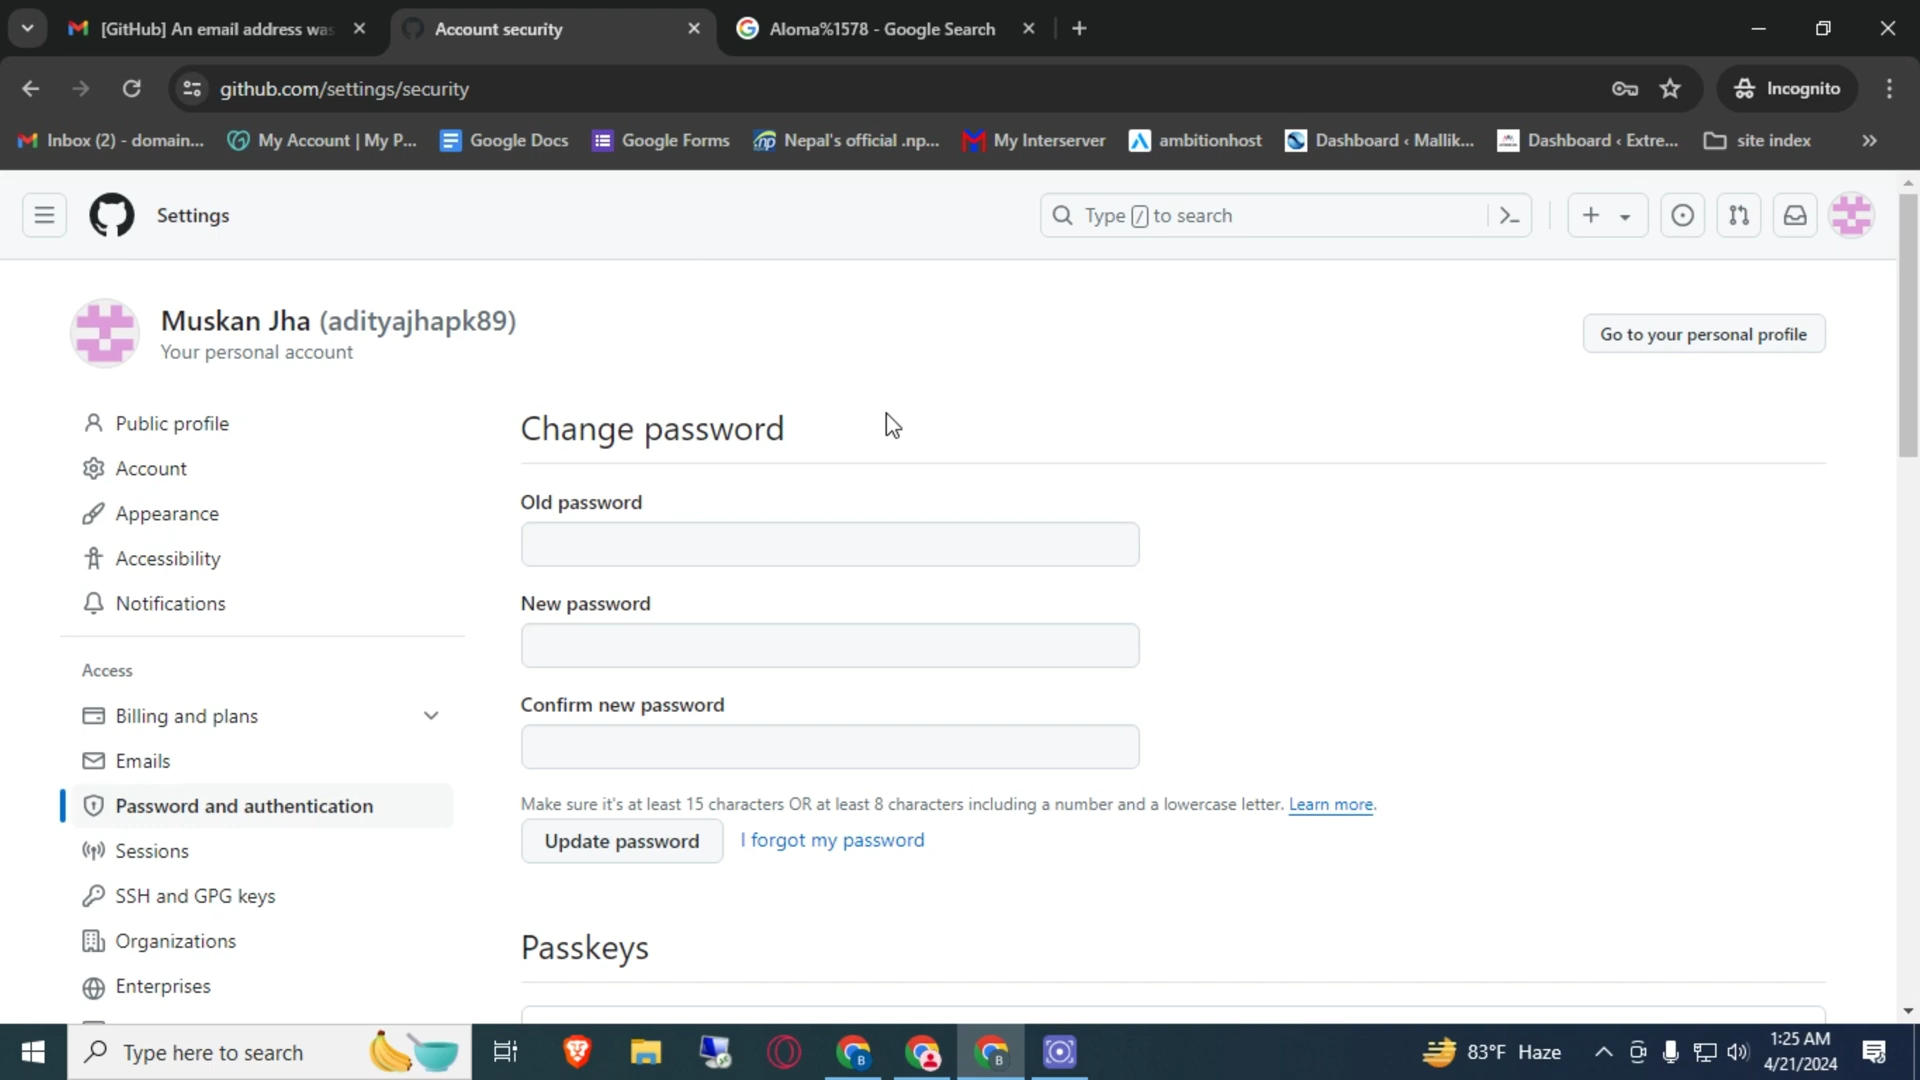 [GitHub] An email address was
Account security
Aloma%1578 - Google Search
github.com/settings/security
Incognito
Inbox (2) - domain...
My Account | My P...
Google Docs
Google Forms
Nepal's official .np...
My Interserver
ambitionhost
Dashboard ‹ Mallik...
Dashboard ‹ Extre...
site index
Settings
Type / to search
Muskan Jha (adityajhapk89)
Your personal account
Go to your personal profile
Public profile
Account
Appearance
Accessibility
Notifications
Access
Billing and plans
Emails
Password and authentication
Sessions
SSH and GPG keys
Organizations
Enterprises
Change password
Old password
New password
Confirm new password
Make sure it's at least 15 characters OR at least 8 characters including a number and a lowercase letter. Learn more.
Update password
I forgot my password
Passkeys
Type here to search
83°F Haze
1:25 AM
4/21/2024